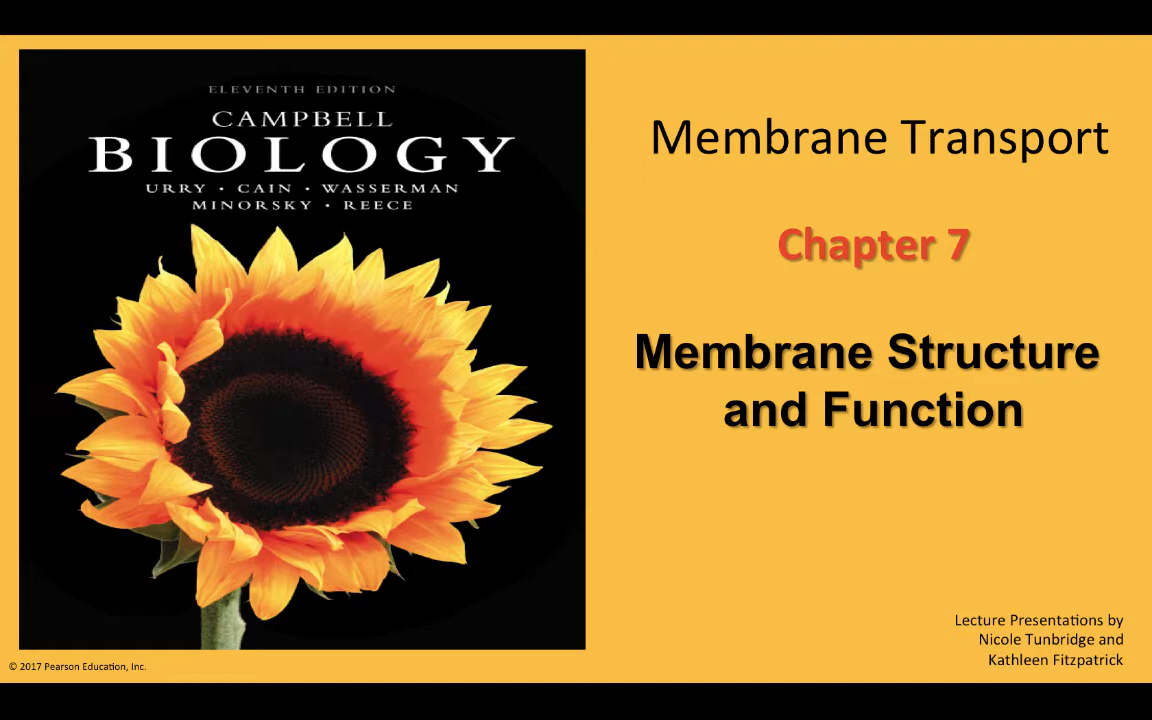 ELEVENTH EDITION
CAMPBELL
BIOLOGY
URRY • CAIN • WASSERMAN
MINORSKY • REECE
Membrane Transport
Chapter 7
Membrane Structure
and Function
Lecture Presentations by
Nicole Tunbridge and
Kathleen Fitzpatrick
© 2017 Pearson Education, Inc.